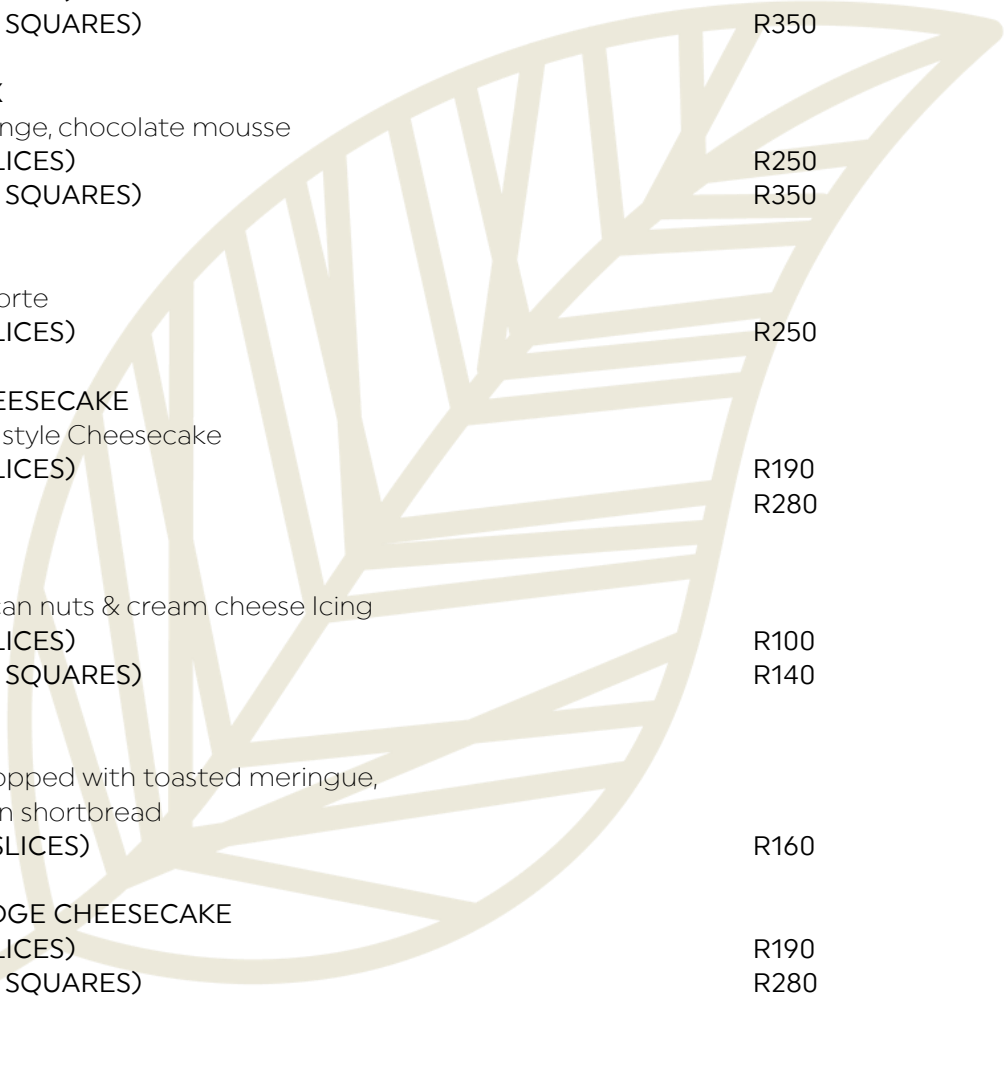 SQUARES) R350
nge, chocolate mousse
LICES) R250
SQUARES) R350
orte
LICES) R250
EESECAKE
style Cheesecake
LICES) R190
R280
can nuts & cream cheese Icing
LICES) R100
SQUARES) R140
opped with toasted meringue,
n shortbread
SLICES) R160
DGE CHEESECAKE
LICES) R190
SQUARES) R280